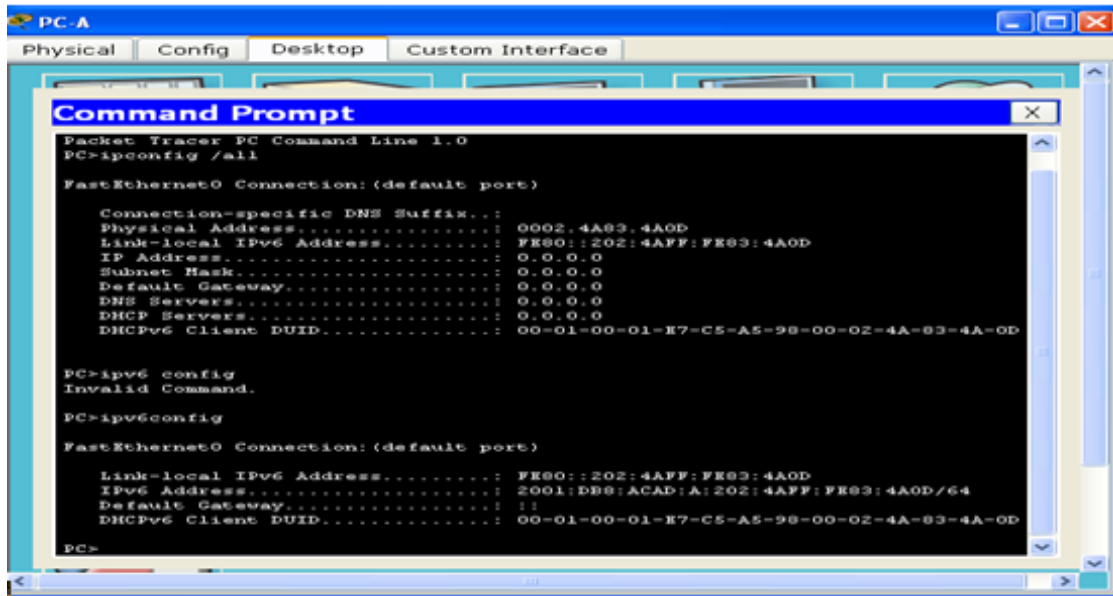 PC-A
Physical Config Desktop Custom Interface
Command Prompt
Packet Tracer PC Command Line 1.0
PC>ipconfig /all
FastEthernet0 Connection:(default port)
Connection-specific DNS Suffix..:
Physical Address................: 0002.4A83.4A0D
Link-local IPv6 Address.........: FE80::202:4AFF:FE83:4A0D
IP Address......................: 0.0.0.0
Subnet Mask.....................: 0.0.0.0
Default Gateway.................: 0.0.0.0
DNS Servers.....................: 0.0.0.0
DHCP Servers....................: 0.0.0.0
DHCPv6 Client DUID..............: 00-01-00-01-E7-C5-A5-98-00-02-4A-83-4A-0D
PC>ipv6 config
Invalid Command.
PC>ipv6config
FastEthernet0 Connection:(default port)
Link-local IPv6 Address.........: FE80::202:4AFF:FE83:4A0D
IPv6 Address....................: 2001:DB8:ACAD:A:202:4AFF:FE83:4A0D/64
Default Gateway.................: ::
DHCPv6 Client DUID..............: 00-01-00-01-E7-C5-A5-98-00-02-4A-83-4A-0D
PC>